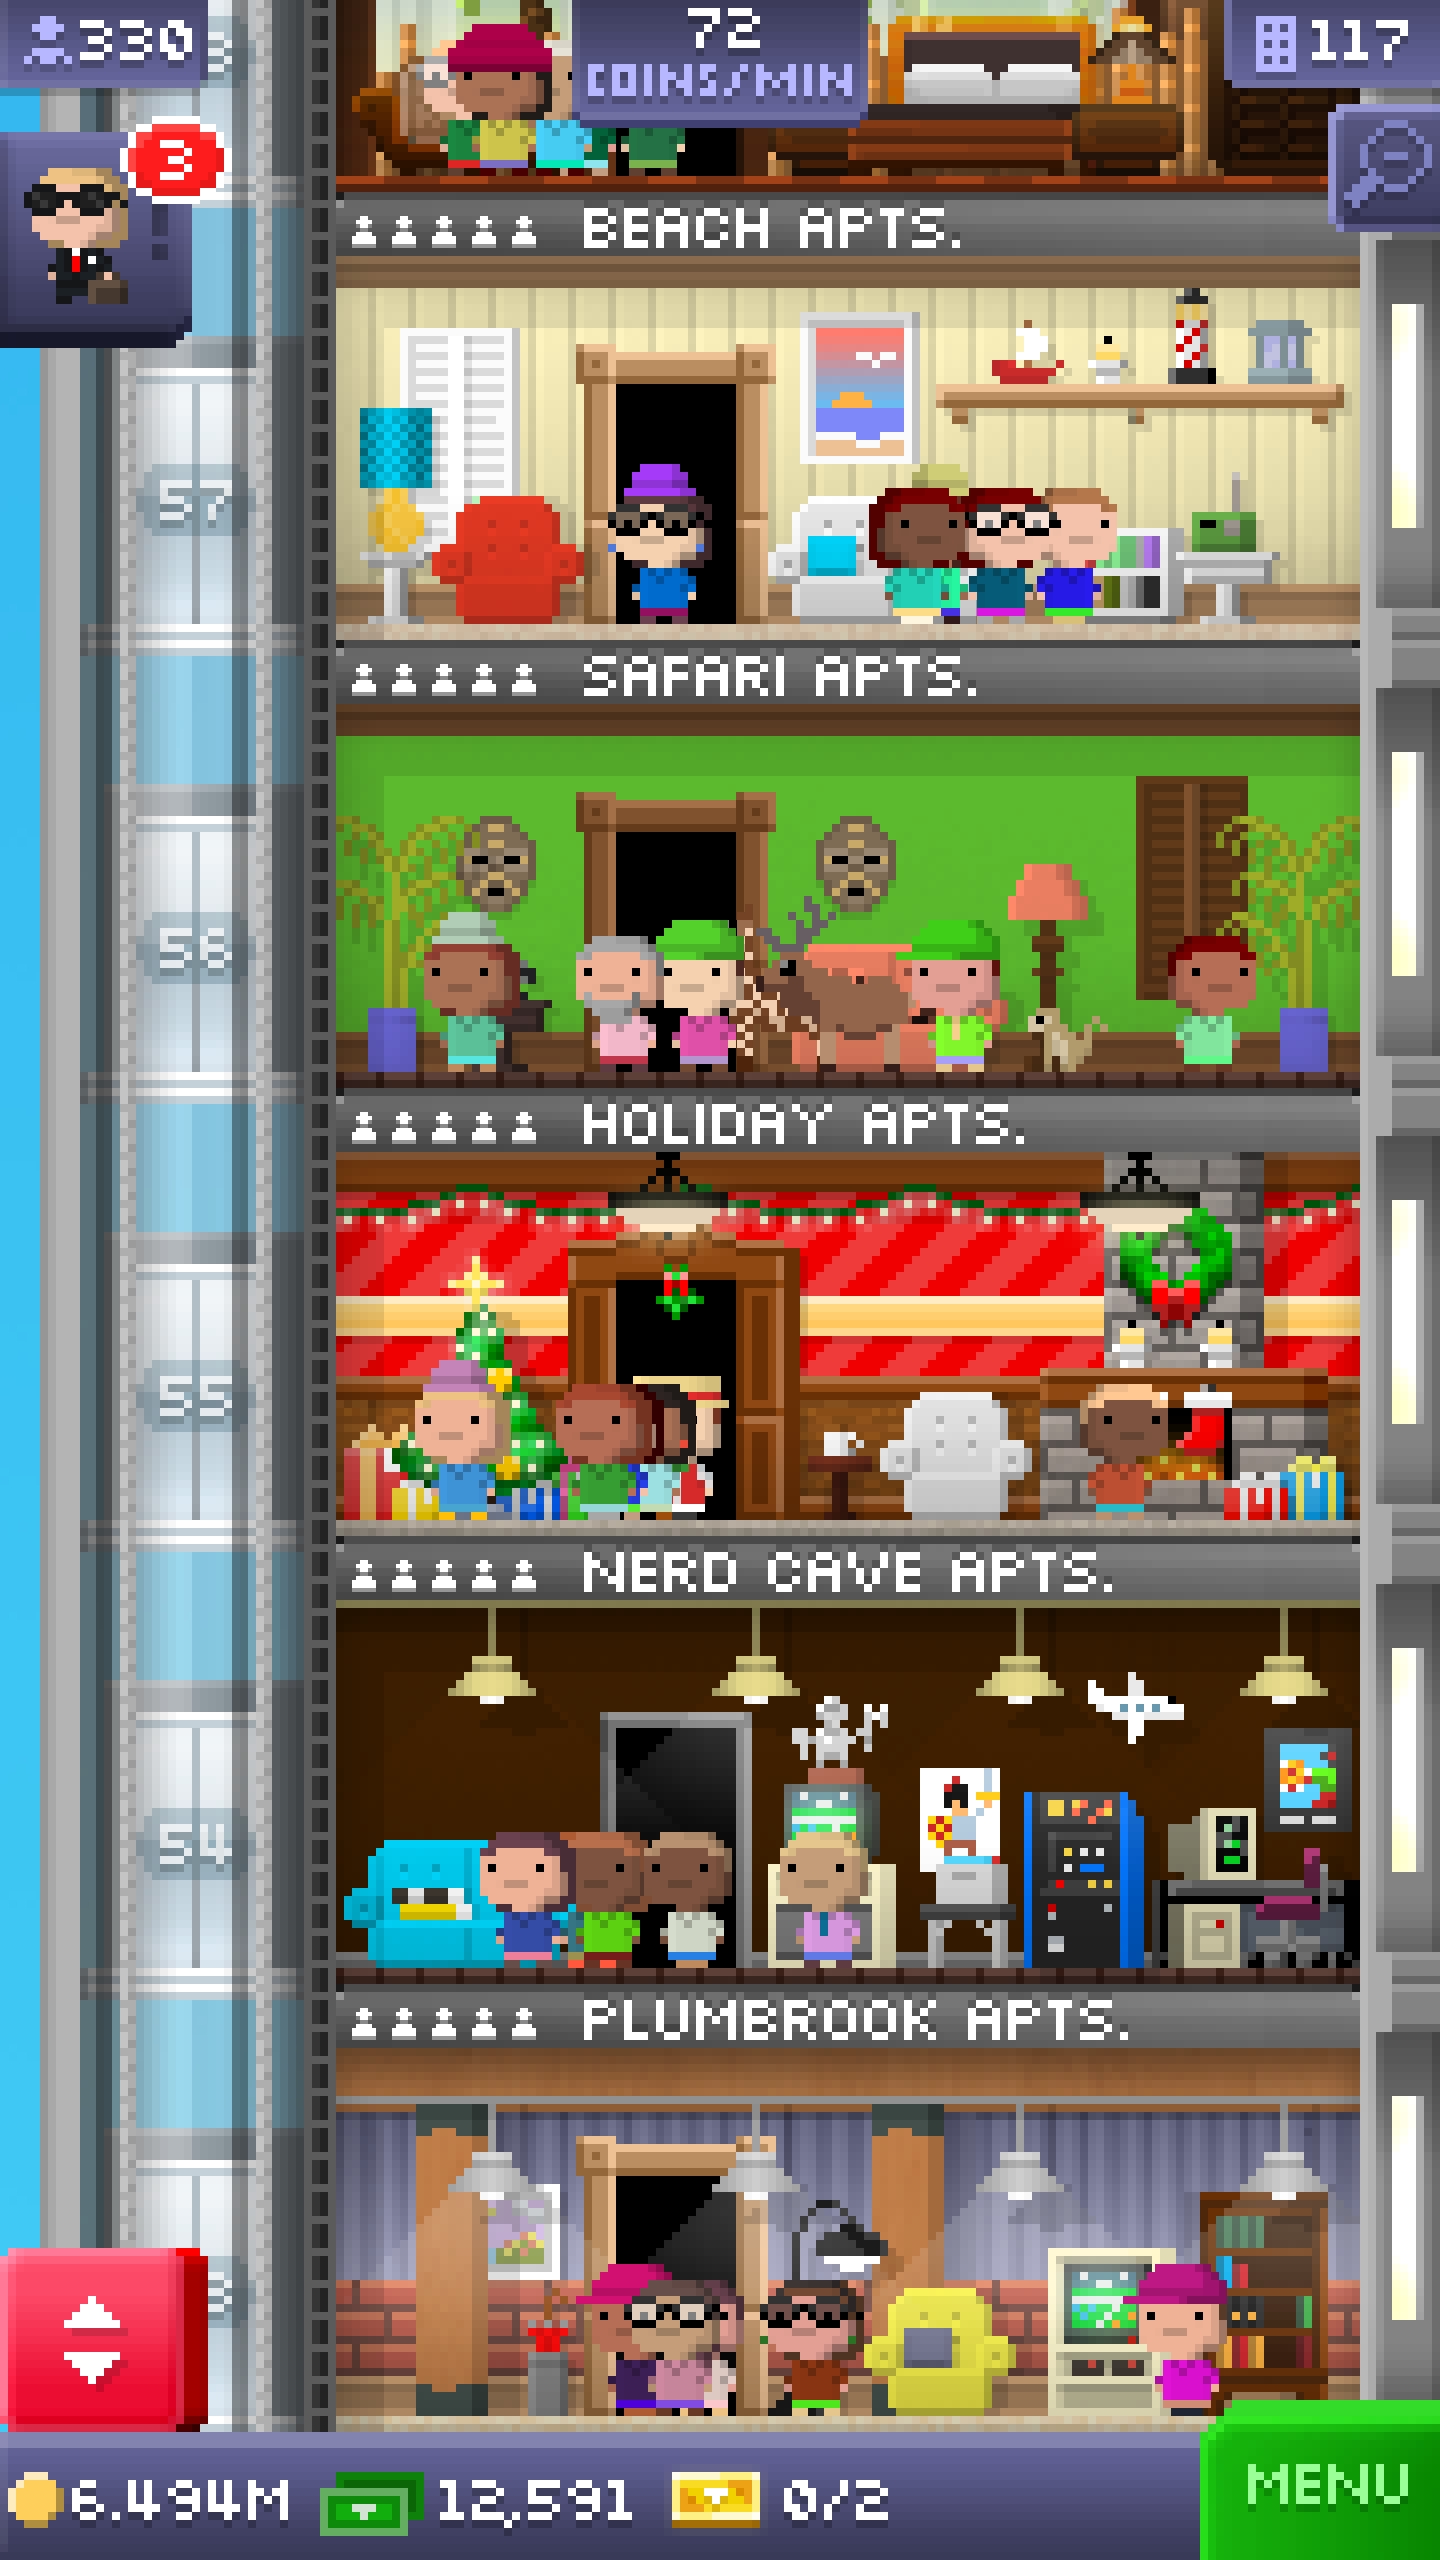 330
72
COINS/MIN
117
3
BEACH APTS.
57
SAFARI APTS.
56
HOLIDAY APTS.
55
NERD CAVE APTS.
54
PLUMBROOK APTS.
6.494M
12,591
0/2
MENU